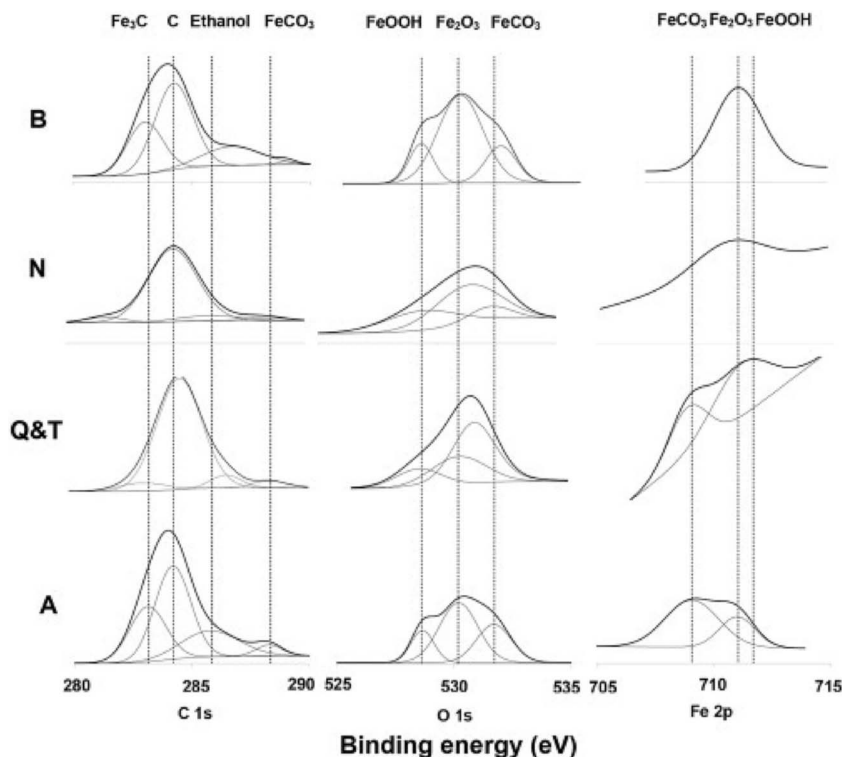 Fe₃C C Ethanol FeCO₃ FeOOH Fe₂O₃ FeCO₃ FeCO₃ Fe₂O₃ FeOOH
B
N
Q&T
A
280 285 290 525 530 535 705 710 715
C 1s O 1s Fe 2p
Binding energy (eV)